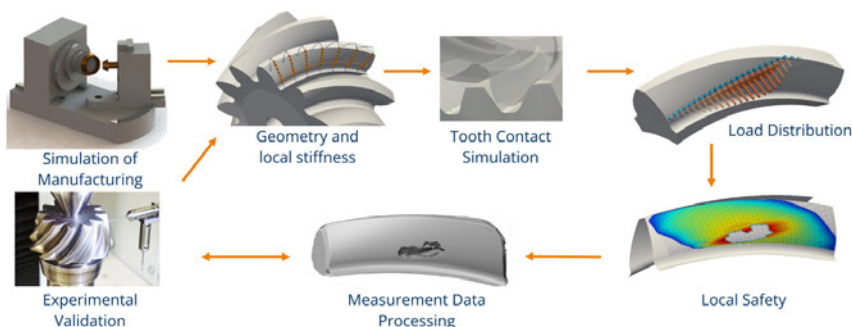 Simulation of
Manufacturing
Geometry and
local stiffness
Tooth Contact
Simulation
Load Distribution
Experimental
Validation
Measurement Data
Processing
Local Safety